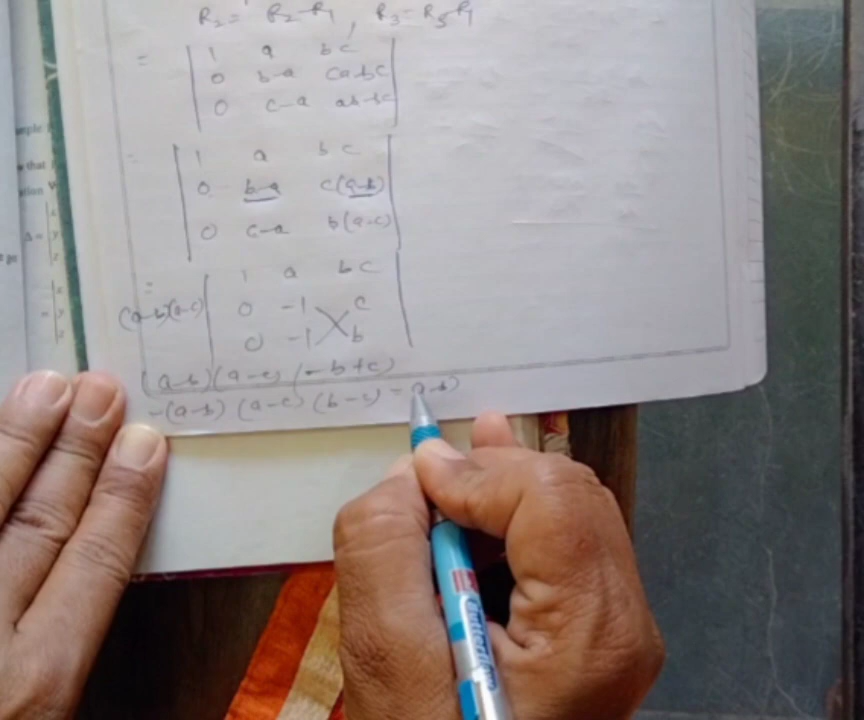 R₂ = R₂-R₁, R₃ = R₃-R₁
= | 1 a bc |
| 0 b-a ca-bc |
| 0 c-a ab-bc |
= | 1 a bc |
| 0 b-a c(a-b) |
| 0 c-a b(a-c) |
=
(a-b)(a-c) | 1 a bc |
| 0 -1 c |
| 0 -1 b |
(a-b)(a-c)(-b+c)
-(a-b)(a-c)(b-c) = a-b)